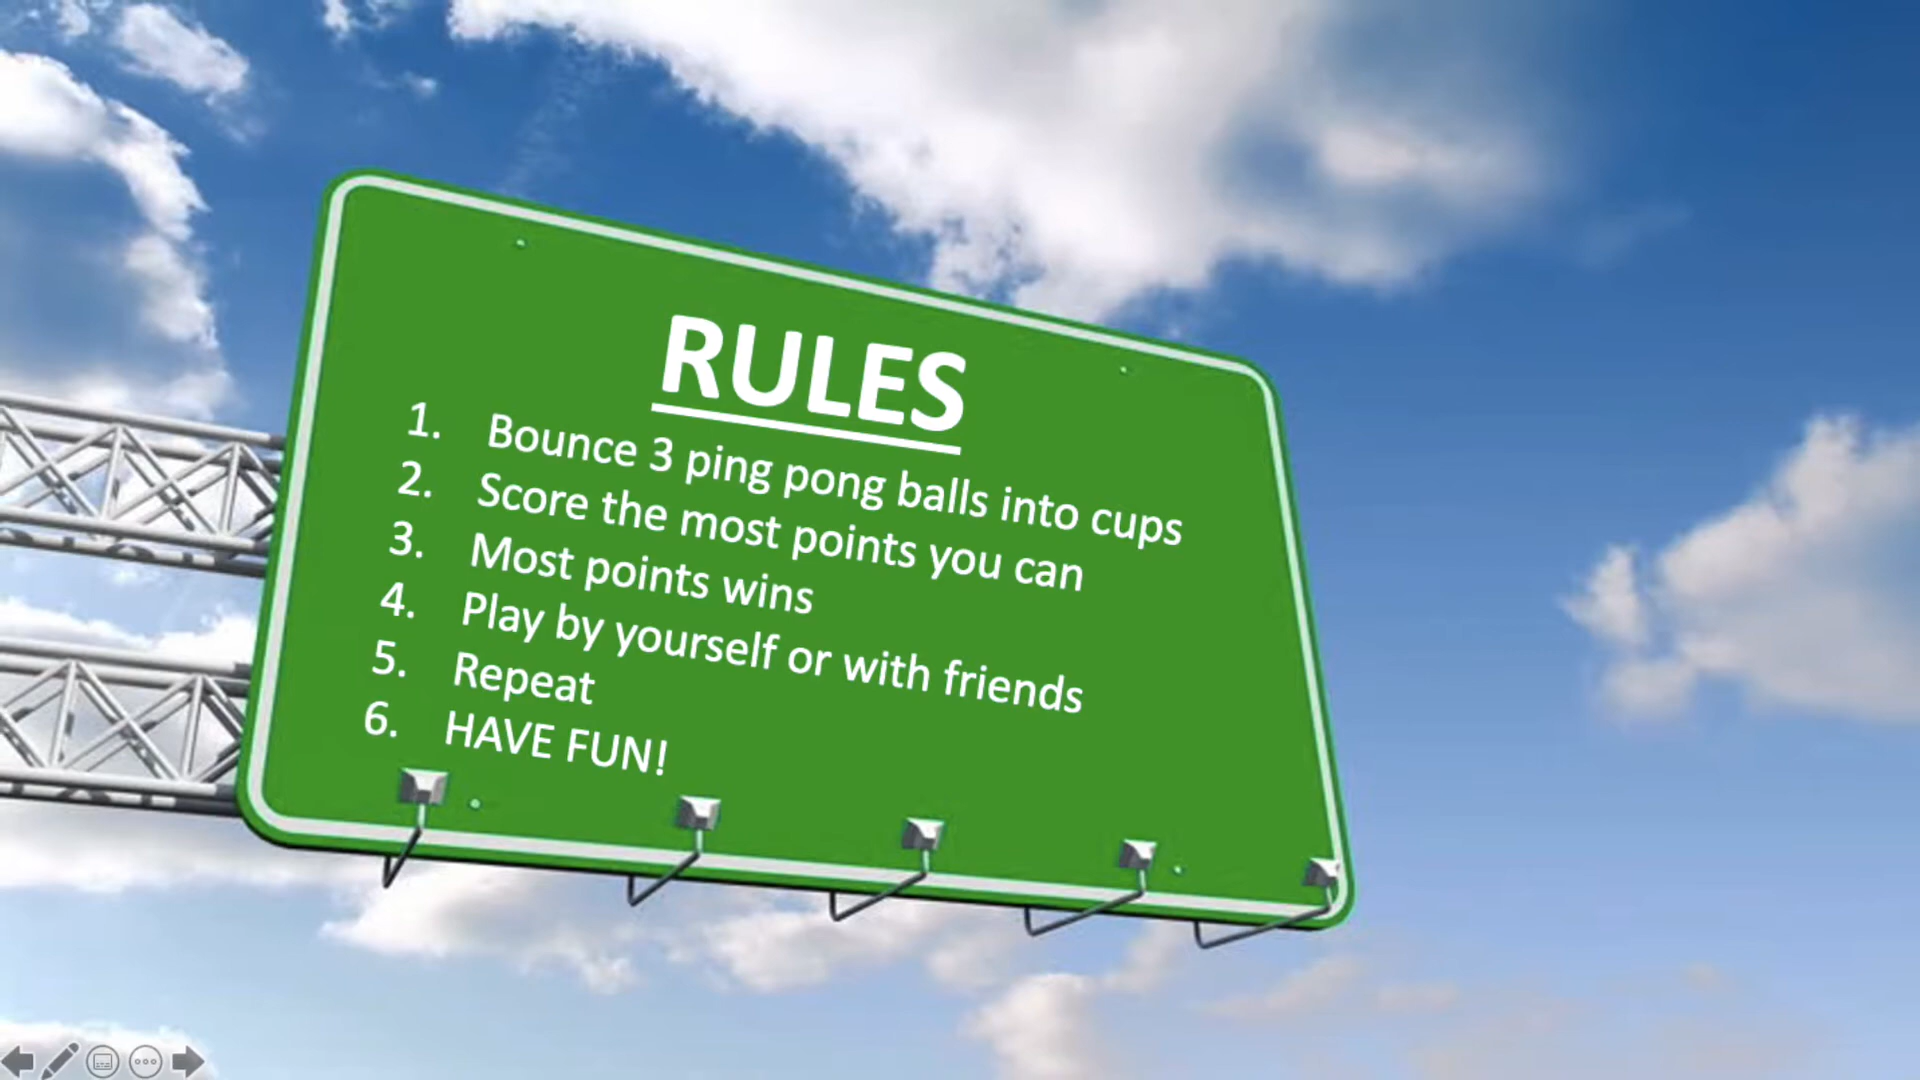 RULES
1. Bounce 3 ping pong balls into cups
2. Score the most points you can
3. Most points wins
4. Play by yourself or with friends
5. Repeat
6. HAVE FUN!